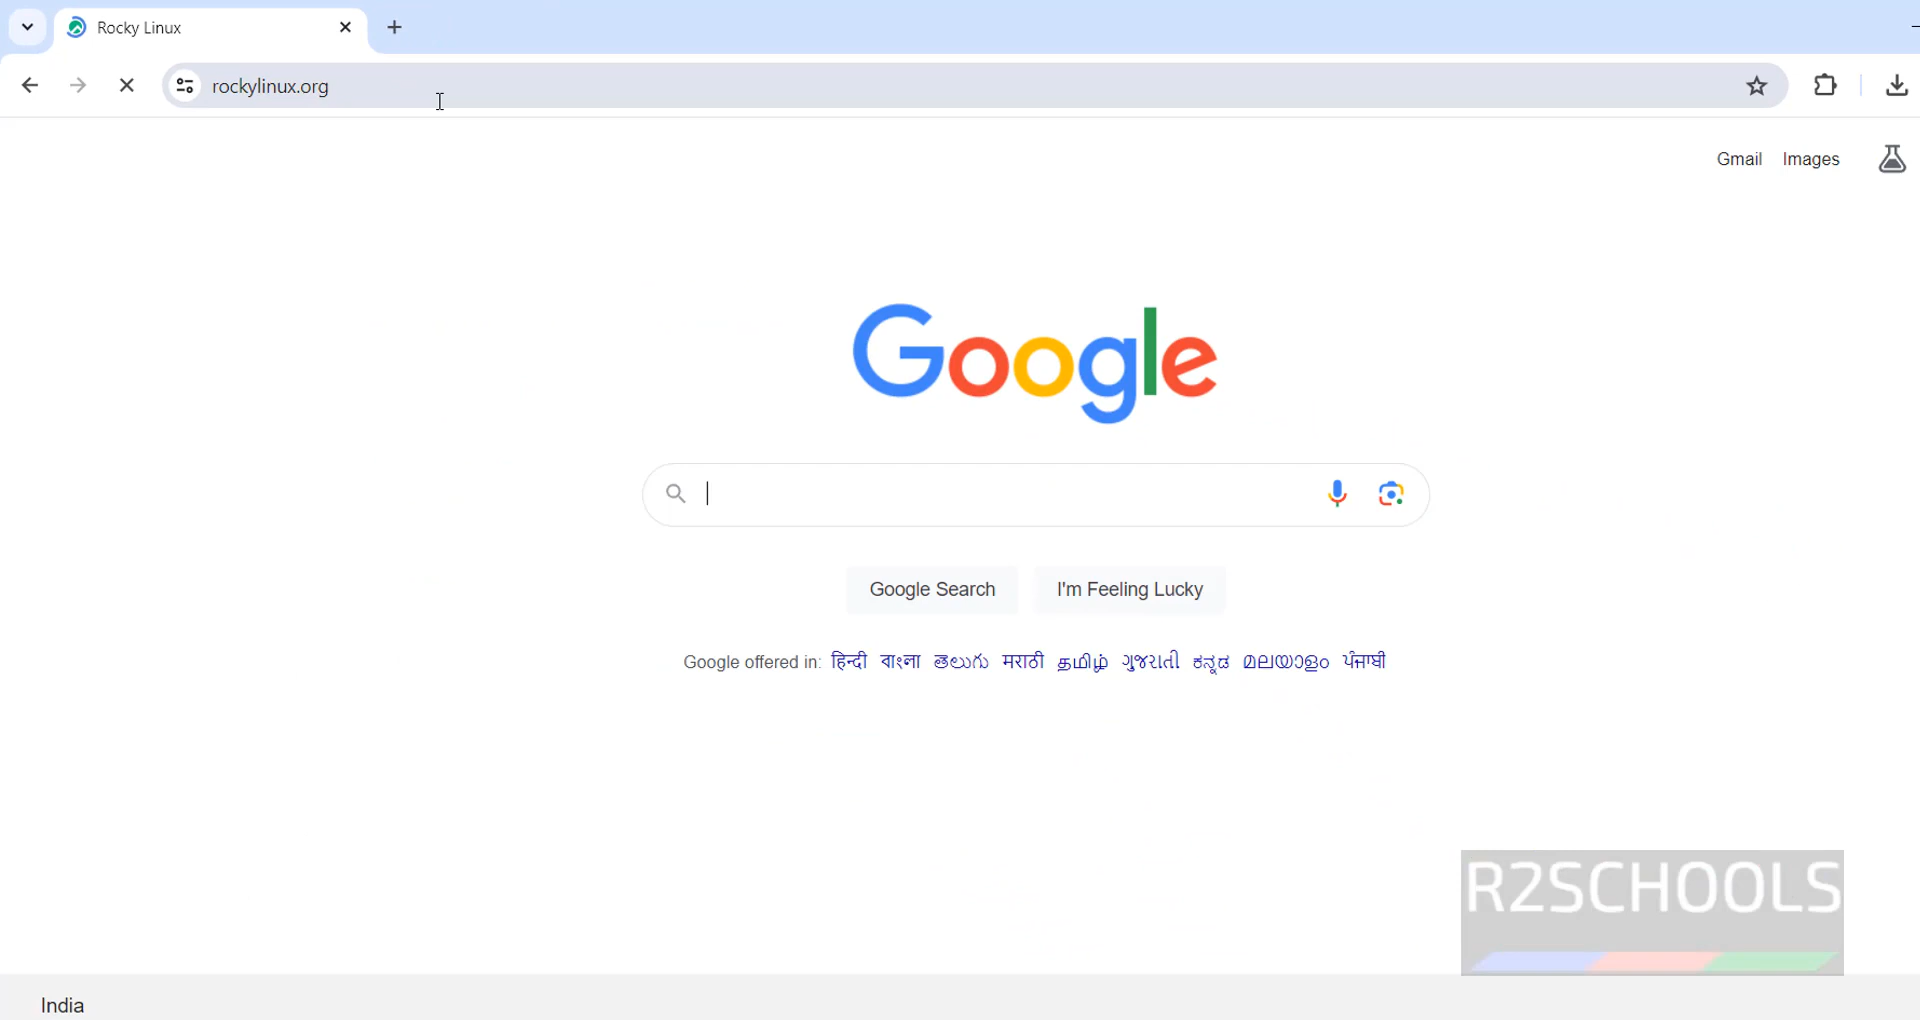 Rocky Linux
rockylinux.org
Gmail Images
Google
Google Search I'm Feeling Lucky
Google offered in: हिन्दी বাংলা తెలుగు मराठी தமிழ் ગુજરાતી ಕನ್ನಡ മലയാളം ਪੰਜਾਬੀ
R2SCHOOLS
India